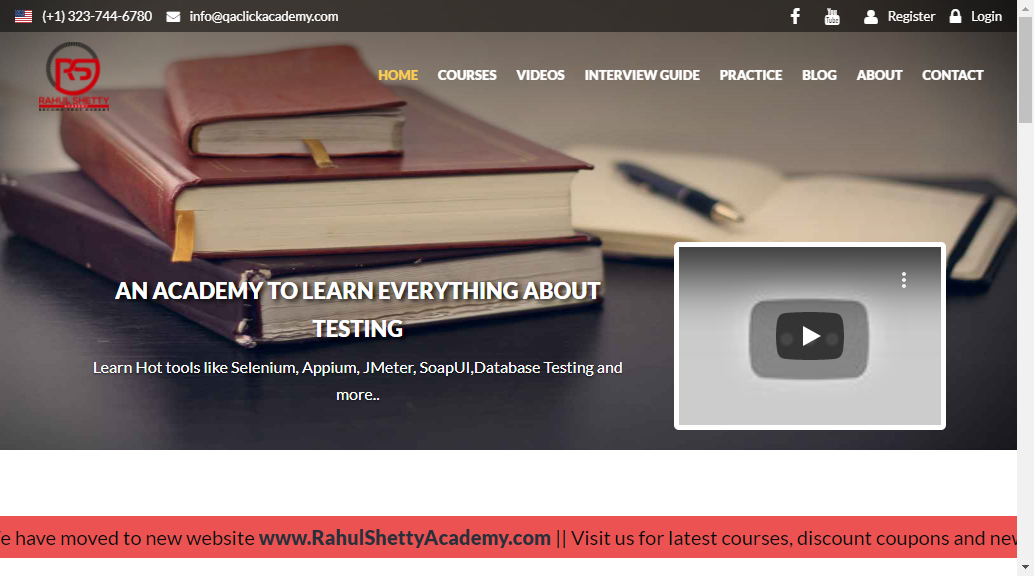 (+1) 323-744-6780 info@qaclickacademy.com You Tube Register Login
RS
RAHUL SHETTY
HOME COURSES VIDEOS INTERVIEW GUIDE PRACTICE BLOG ABOUT CONTACT
AN ACADEMY TO LEARN EVERYTHING ABOUT
TESTING
Learn Hot tools like Selenium, Appium, JMeter, SoapUI,Database Testing and
more..
have moved to new website www.RahulShettyAcademy.com || Visit us for latest courses, discount coupons and